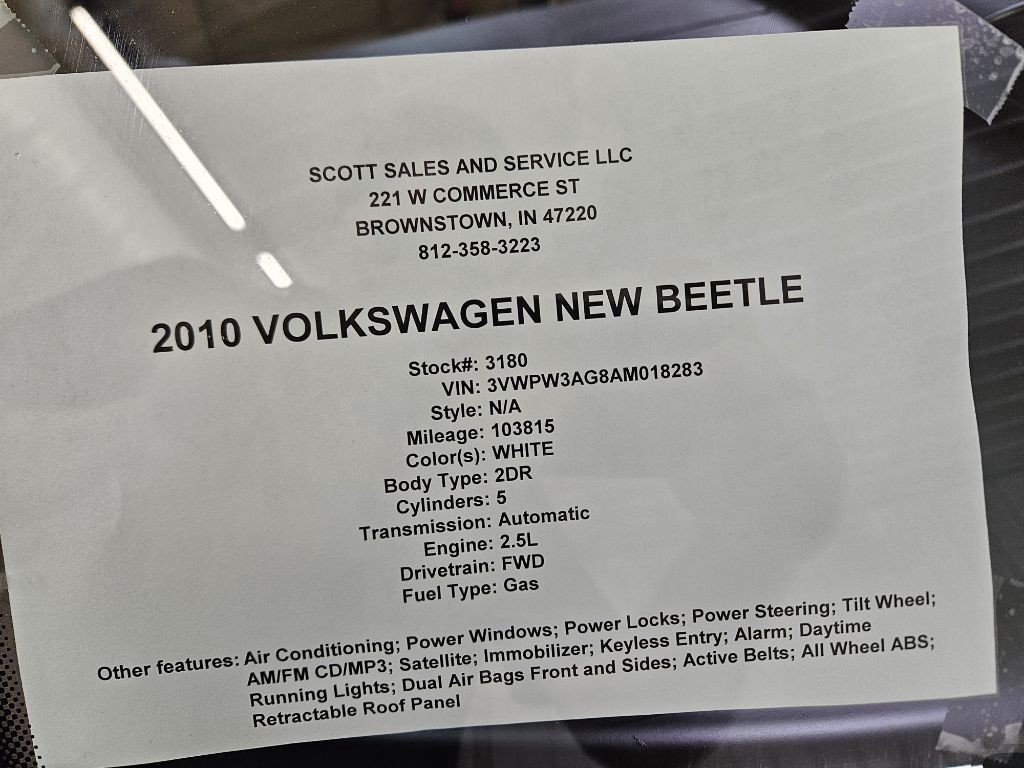 SCOTT SALES AND SERVICE LLC
221 W COMMERCE ST
BROWNSTOWN, IN 47220
812-358-3223
2010 VOLKSWAGEN NEW BEETLE
Stock#: 3180
VIN: 3VWPW3AG8AM018283
Style: N/A
Mileage: 103815
Color(s): WHITE
Body Type: 2DR
Cylinders: 5
Transmission: Automatic
Engine: 2.5L
Drivetrain: FWD
Fuel Type: Gas
Other features: Air Conditioning; Power Windows; Power Locks; Power Steering; Tilt Wheel;
AM/FM CD/MP3; Satellite; Immobilizer; Keyless Entry; Alarm; Daytime
Running Lights; Dual Air Bags Front and Sides; Active Belts; All Wheel ABS;
Retractable Roof Panel